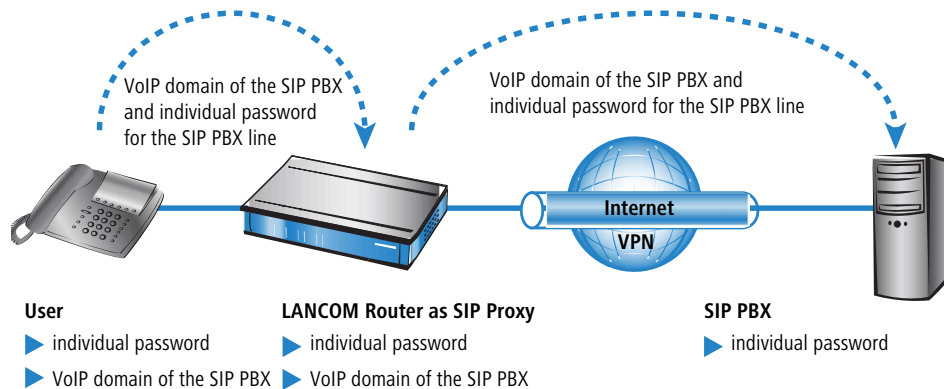 VoIP domain of the SIP PBX
and individual password
for the SIP PBX line
VoIP domain of the SIP PBX and
individual password for the SIP PBX line
Internet
VPN
User
individual password
VoIP domain of the SIP PBX
LANCOM Router as SIP Proxy
individual password
VoIP domain of the SIP PBX
SIP PBX
individual password